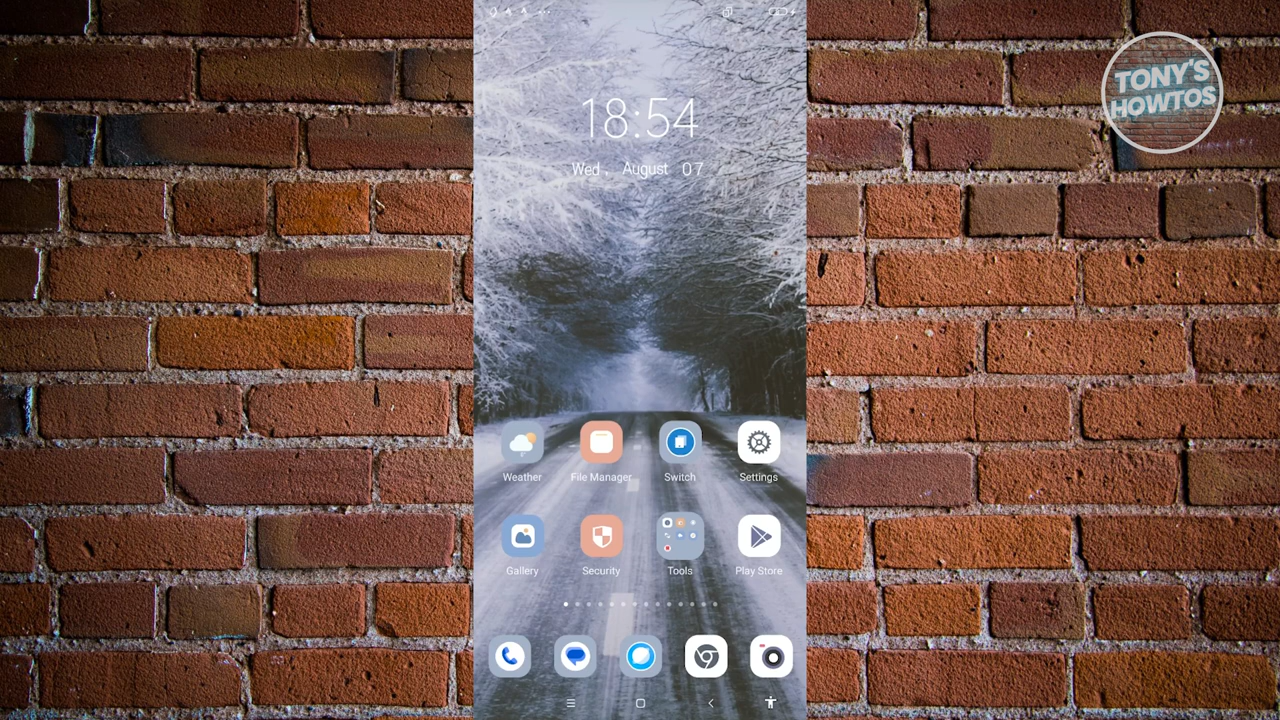 TONY'S
HOWTOS
18:54
Wed, August 07
Weather File Manager Switch Settings
Gallery Security Tools Play Store